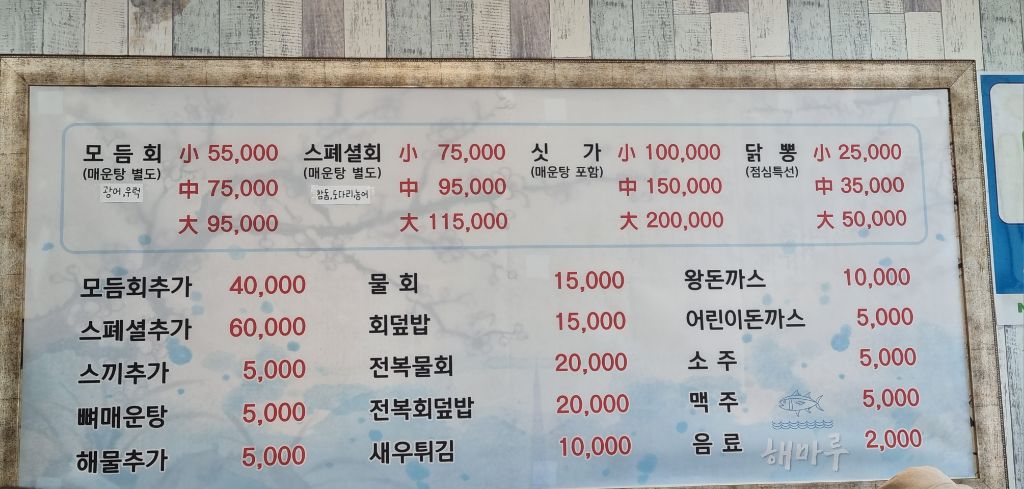 모 듬 회 小 55,000 스페셜회 小 75,000 싯 가 小 100,000 닭 뽕 小 25,000
(매운탕 별도) (매운탕 별도) (매운탕 포함) (점심특선)
광어,우럭 中 75,000 참돔,도다리,농어 中 95,000 中 150,000 中 35,000
大 95,000 大 115,000 大 200,000 大 50,000
모듬회추가 40,000 물 회 15,000 왕돈까스 10,000
스페셜추가 60,000 회덮밥 15,000 어린이돈까스 5,000
스끼추가 5,000 전복물회 20,000 소 주 5,000
뼈매운탕 5,000 전복회덮밥 20,000 맥 주 5,000
해물추가 5,000 새우튀김 10,000 음 료 2,000
해마루